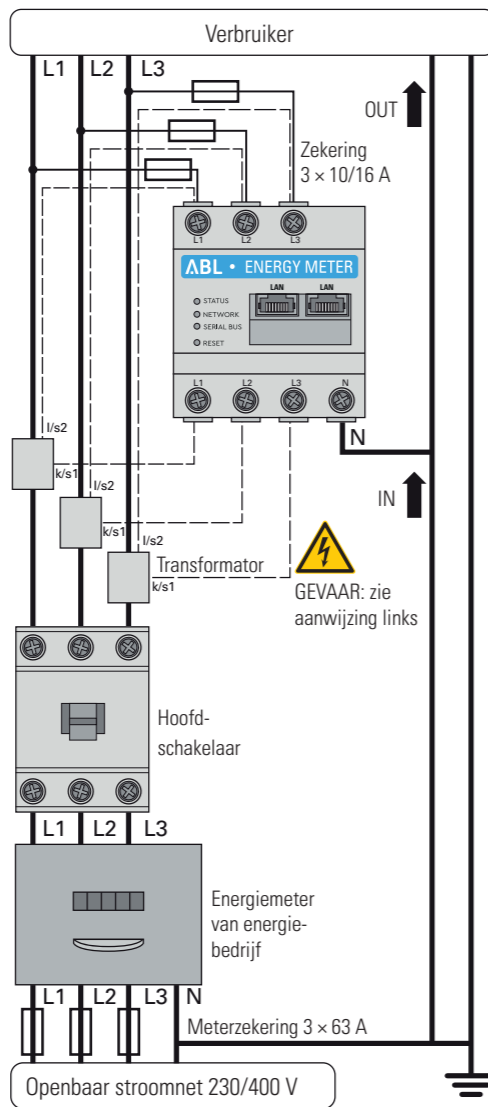 Verbruiker
L1 L2 L3
OUT
Zekering
3 × 10/16 A
L1 L2 L3
ABL • ENERGY METER
LAN LAN
STATUS
NETWORK
SERIAL BUS
RESET
L1 L2 L3 N
N
l/s2
k/s1
IN
l/s2
k/s1
l/s2
Transformator
k/s1
GEVAAR: zie
aanwijzing links
Hoofd-
schakelaar
L1 L2 L3
Energiemeter
van energie-
bedrijf
L1 L2 L3 N
Meterzekering 3 × 63 A
Openbaar stroomnet 230/400 V